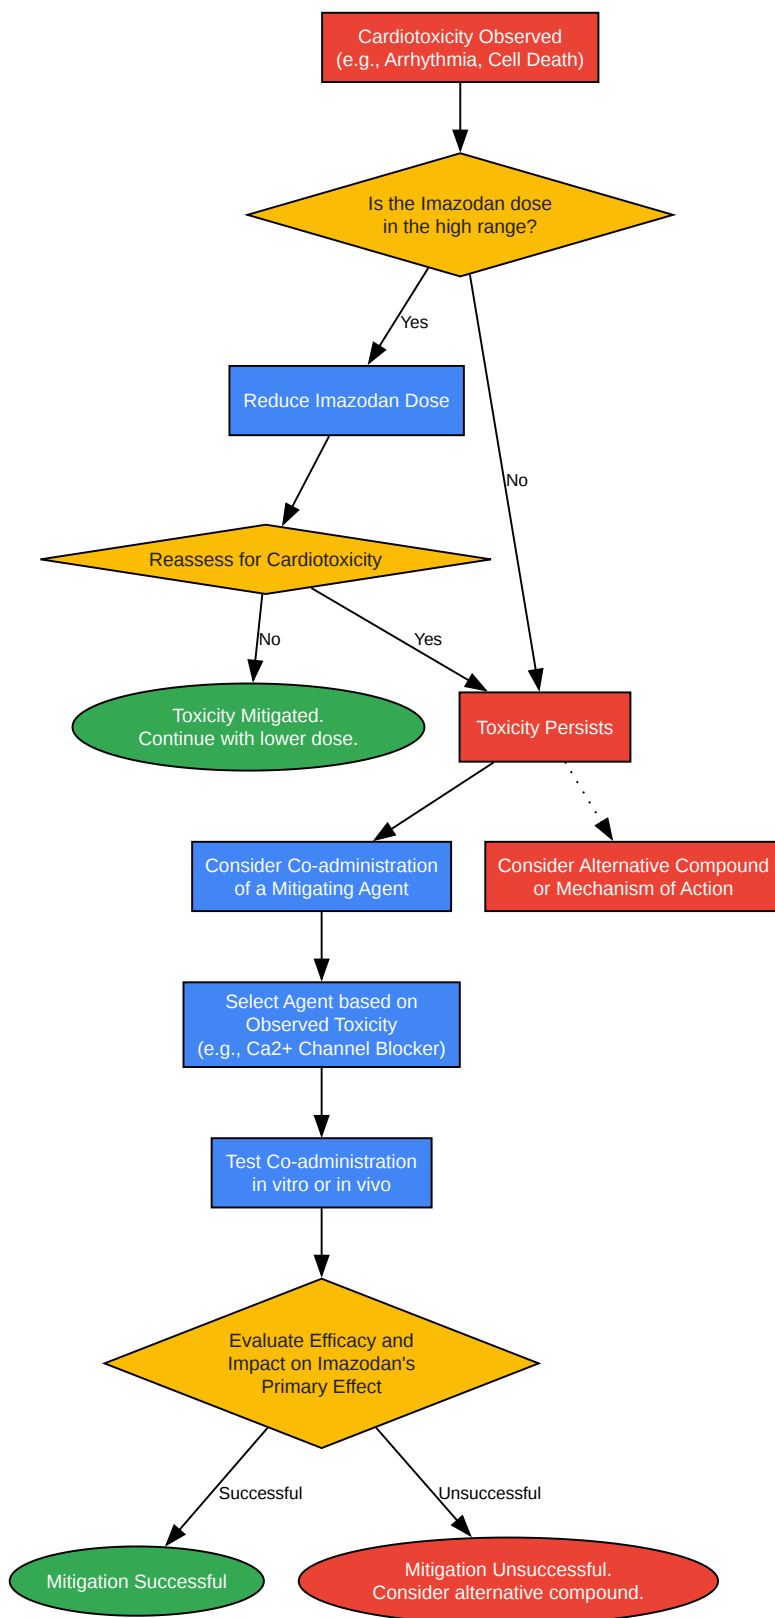 Cardiotoxicity Observed
(e.g., Arrhythmia, Cell Death)
Is the Imazodan dose
in the high range?
Yes
Reduce Imazodan Dose
No
Reassess for Cardiotoxicity
No
Yes
Toxicity Mitigated.
Continue with lower dose.
Toxicity Persists
Consider Co-administration
of a Mitigating Agent
Consider Alternative Compound
or Mechanism of Action
Select Agent based on
Observed Toxicity
(e.g., Ca2+ Channel Blocker)
Test Co-administration
in vitro or in vivo
Evaluate Efficacy and
Impact on Imazodan's
Primary Effect
Successful
Unsuccessful
Mitigation Successful
Mitigation Unsuccessful.
Consider alternative compound.